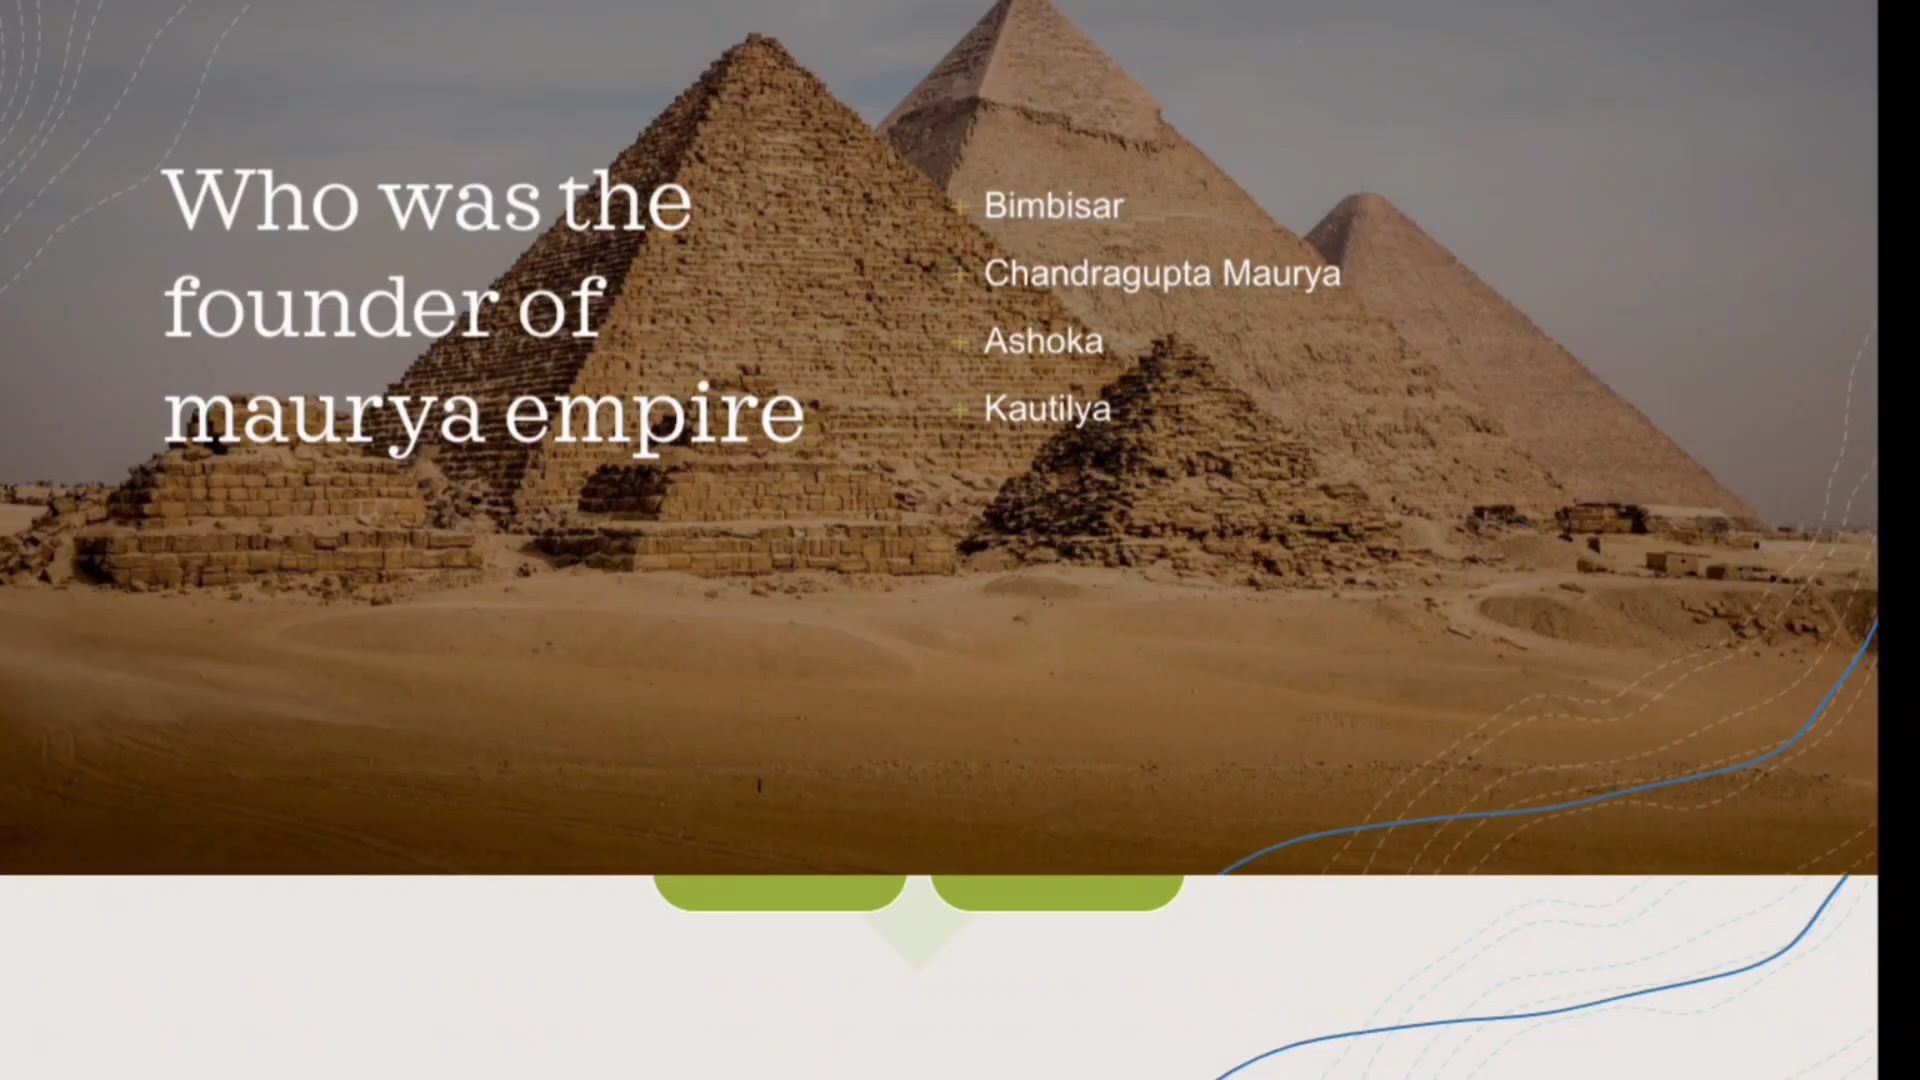 Who was the
founder of
maurya empire
Bimbisar
Chandragupta Maurya
Ashoka
Kautilya